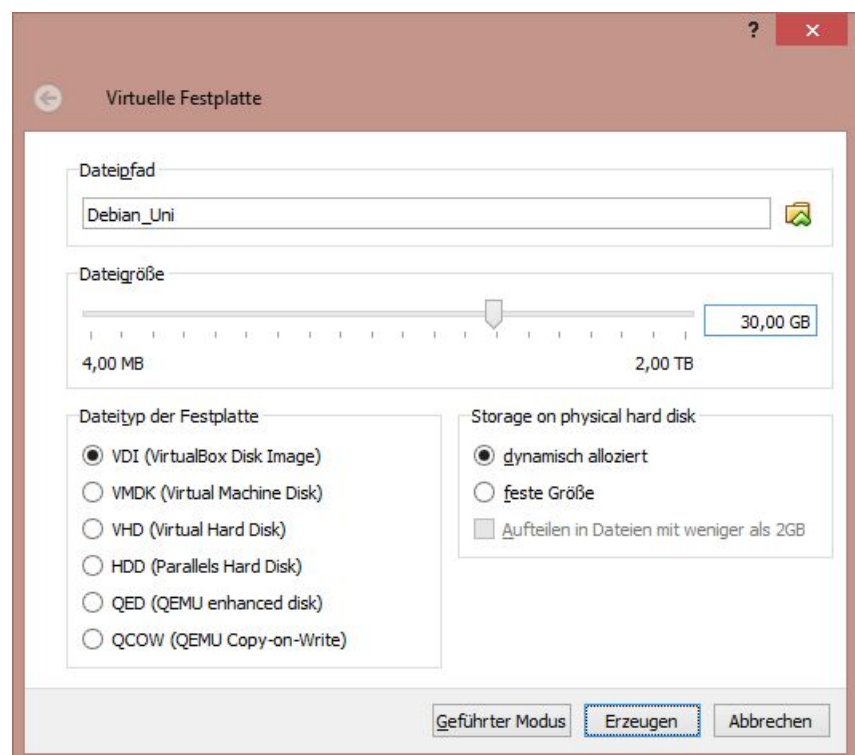 ?
Virtuelle Festplatte
Dateipfad
Debian_Uni
Dateigröße
30,00 GB
4,00 MB 2,00 TB
Dateityp der Festplatte
VDI (VirtualBox Disk Image)
VMDK (Virtual Machine Disk)
VHD (Virtual Hard Disk)
HDD (Parallels Hard Disk)
QED (QEMU enhanced disk)
QCOW (QEMU Copy-on-Write)
Storage on physical hard disk
dynamisch alloziert
feste Größe
Aufteilen in Dateien mit weniger als 2GB
Geführter Modus Erzeugen Abbrechen